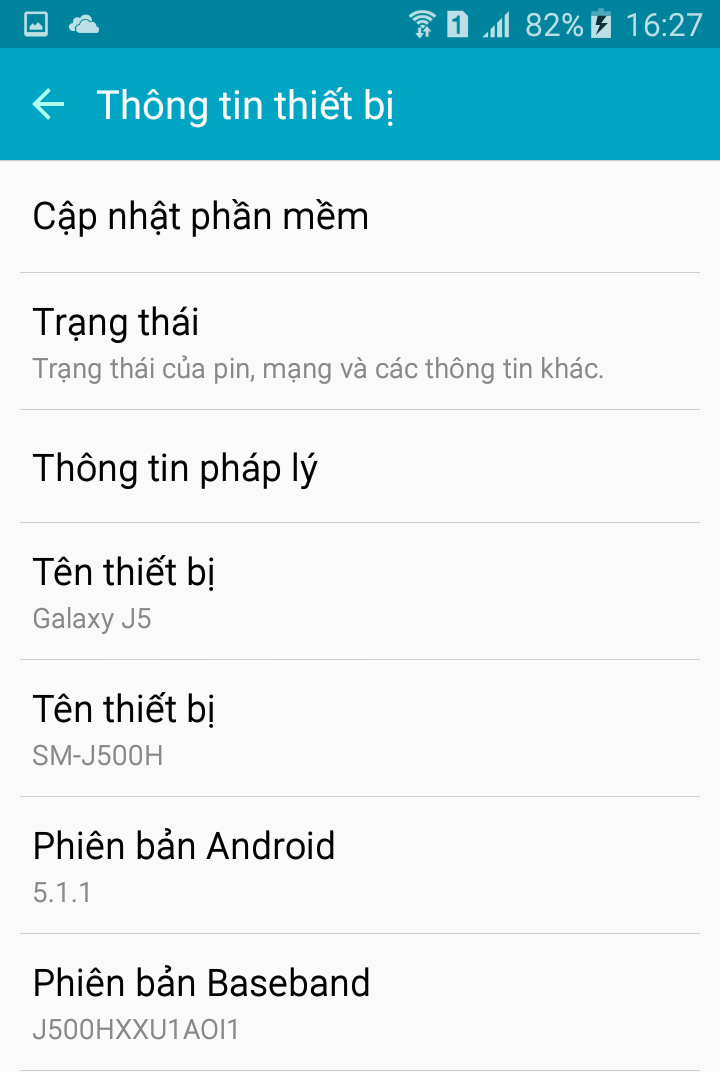 1 82% 16:27
Thông tin thiết bị
Cập nhật phần mềm
Trạng thái
Trạng thái của pin, mạng và các thông tin khác.
Thông tin pháp lý
Tên thiết bị
Galaxy J5
Tên thiết bị
SM-J500H
Phiên bản Android
5.1.1
Phiên bản Baseband
J500HXXU1AOI1